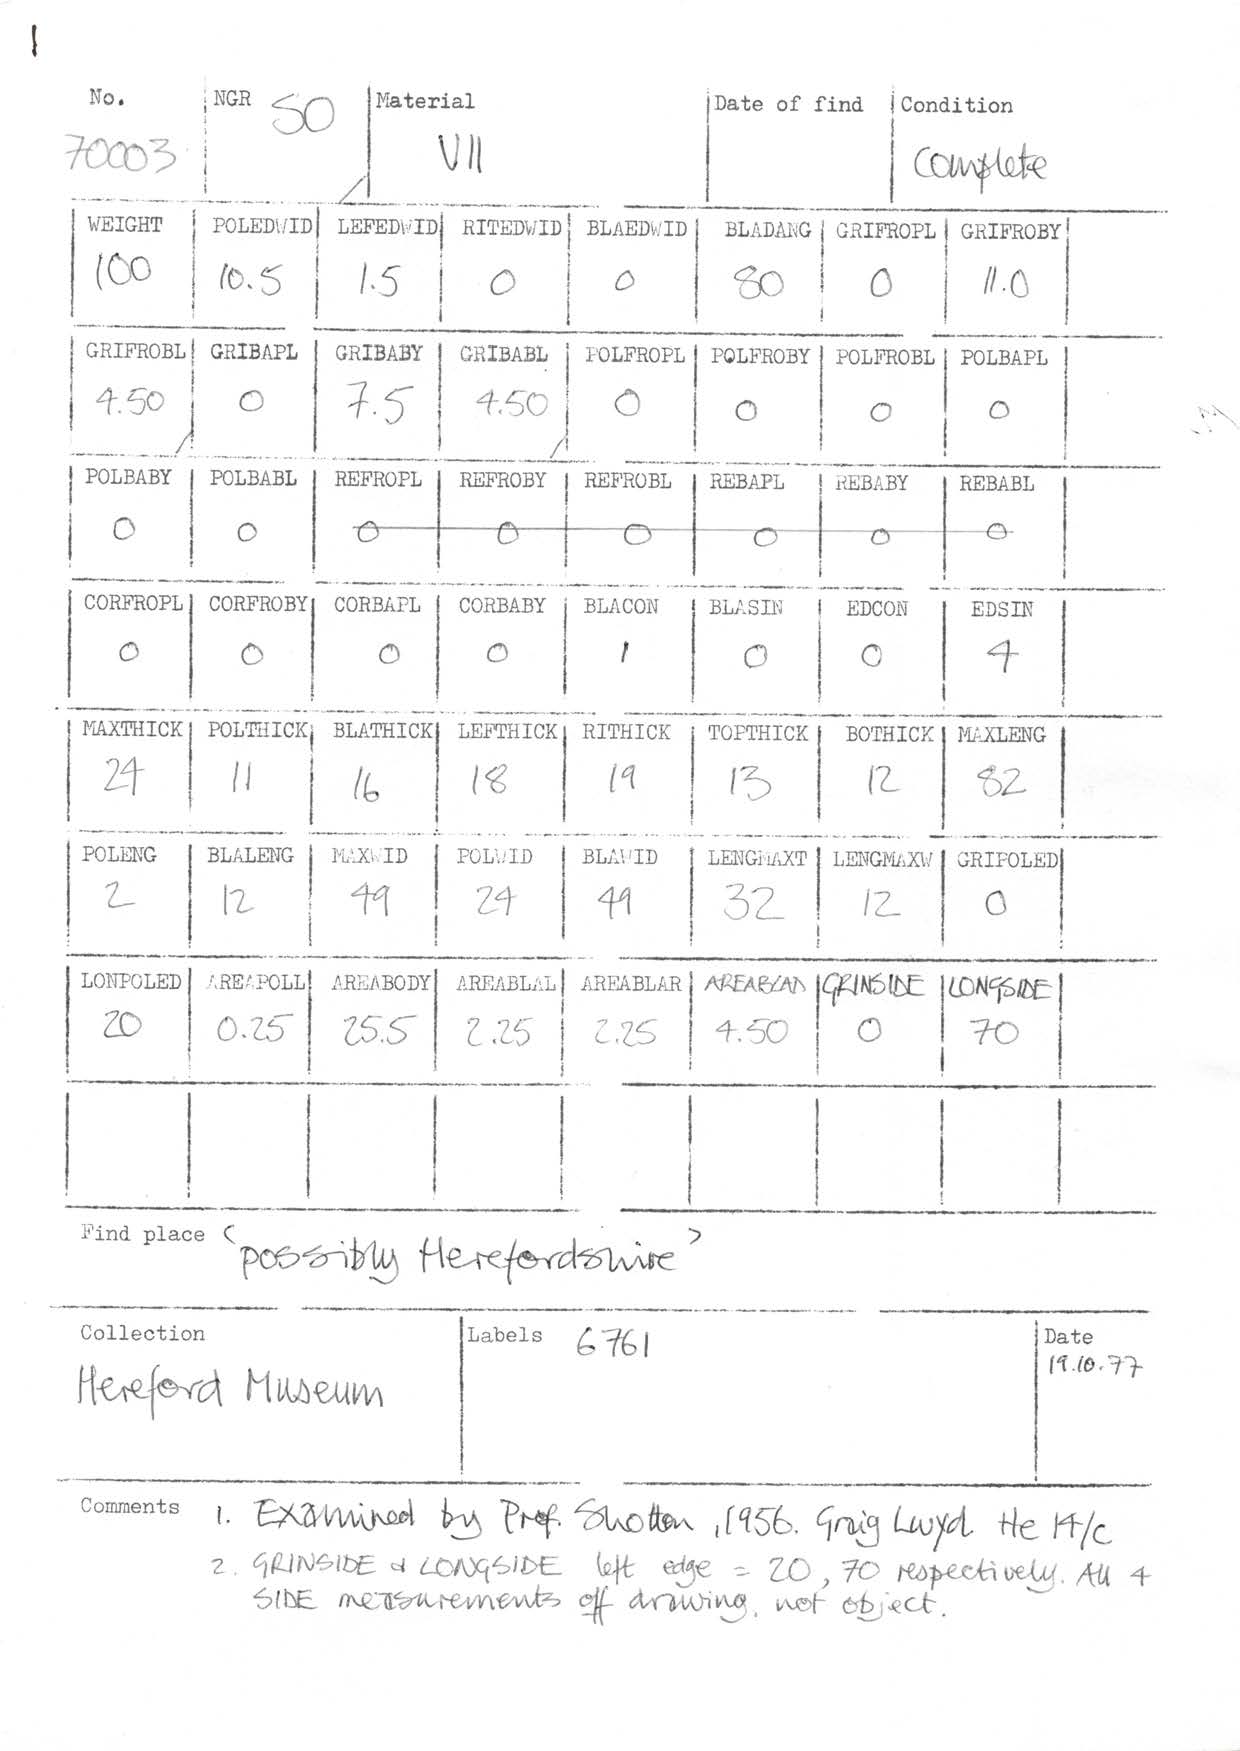 No. NGR SO Material Date of find Condition
70003 VII Complete
WEIGHT POLEDWID LEFEDWID RITEDWID BLAEDWID BLADANG GRIFROPL GRIFROBY
100 10.5 1.5 0 0 80 0 11.0
GRIFROBL GRIBAPL GRIBABY GRIBABL POLFROPL POLFROBY POLFROBL POLBAPL
4.50 0 7.5 4.50 0 0 0 0
POLBABY POLBABL REFROPL REFROBY REFROBL REBAPL REBABY REBABL
0 0 0 0 0 0 0 0
CORFROPL CORFROBY CORBAPL CORBABY BLACON BLASIN EDCON EDSIN
0 0 0 0 1 0 0 4
MAXTHICK POLTHICK BLATHICK LEFTHICK RITHICK TOPTHICK BOTHICK MAXLENG
24 11 16 18 19 13 12 82
POLENG BLALENG MAXWID POLWID BLAWID LENGMAXT LENGMAXW GRIPOLED
2 12 49 24 49 32 12 0
LONPOLED AREAPOLL AREABODY AREABLAL AREABLAR AREABLAD GRINSIDE LONGSIDE
20 0.25 25.5 2.25 2.25 4.50 0 70
Find place (possibly Herefordshire)
Collection Labels 6761 Date
Hereford Museum 19.10.77
Comments 1. Examined by Prof. Shotton, 1956. Graig Lwyd. He 14/c
2. GRINSIDE & LONGSIDE left edge = 20, 70 respectively. All 4
SIDE measurements off drawing, not object.